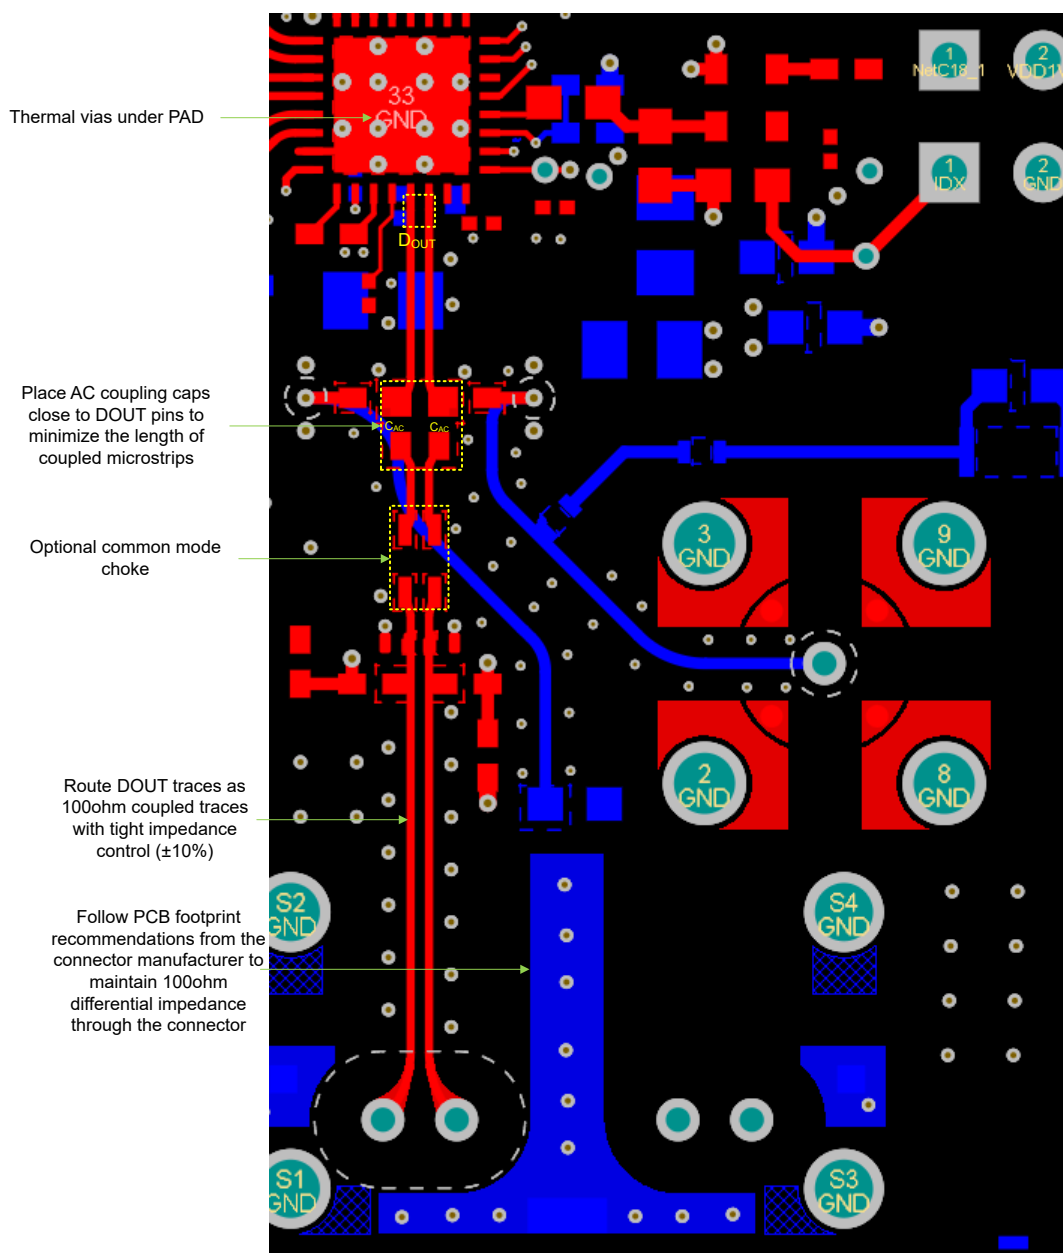 Thermal vias under PAD
33
GND
1
NetC18_1
2
1
IDX
2
GND
DOUT
Place AC coupling caps
close to DOUT pins to
minimize the length of
coupled microstrips
CAC
CAC
Optional common mode
choke
3
GND
9
GND
2
GND
8
GND
Route DOUT traces as
100ohm coupled traces
with tight impedance
control (±10%)
Follow PCB footprint
recommendations from the
connector manufacturer to
maintain 100ohm
differential impedance
through the connector
S2
GND
S4
GND
S1
GND
S3
GND